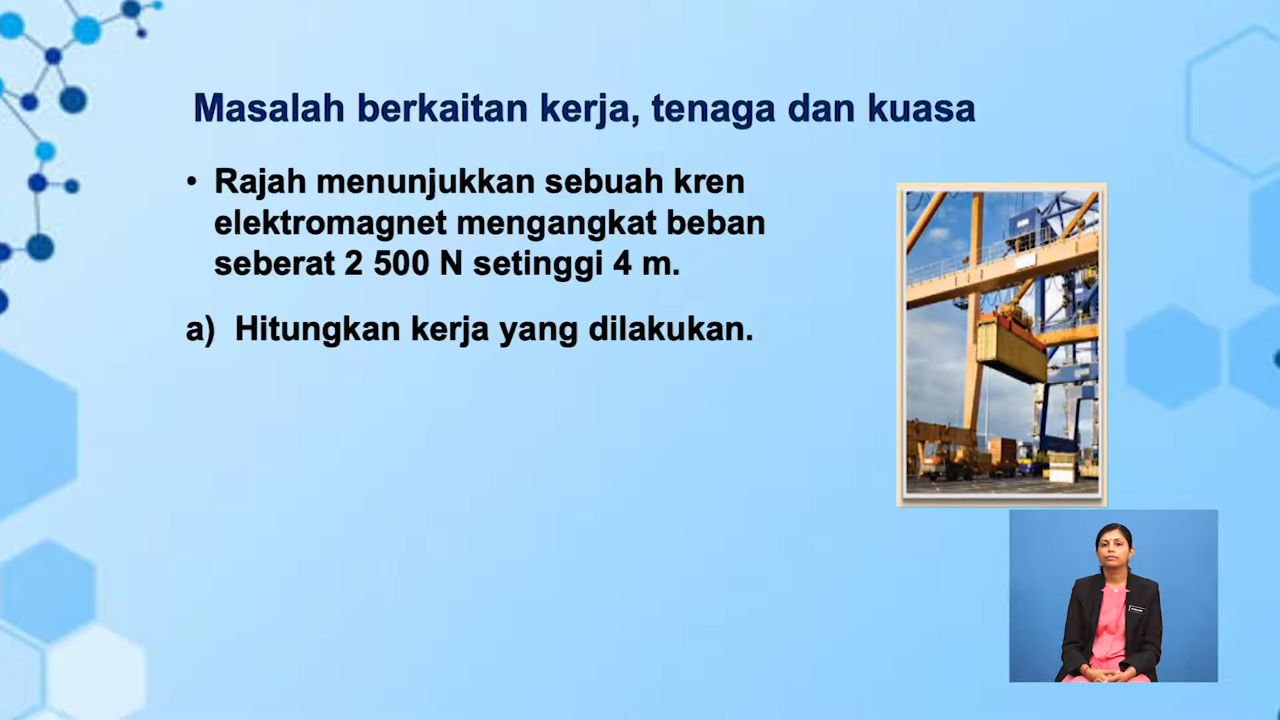 Masalah berkaitan kerja, tenaga dan kuasa
• Rajah menunjukkan sebuah kren
elektromagnet mengangkat beban
seberat 2 500 N setinggi 4 m.
a) Hitungkan kerja yang dilakukan.